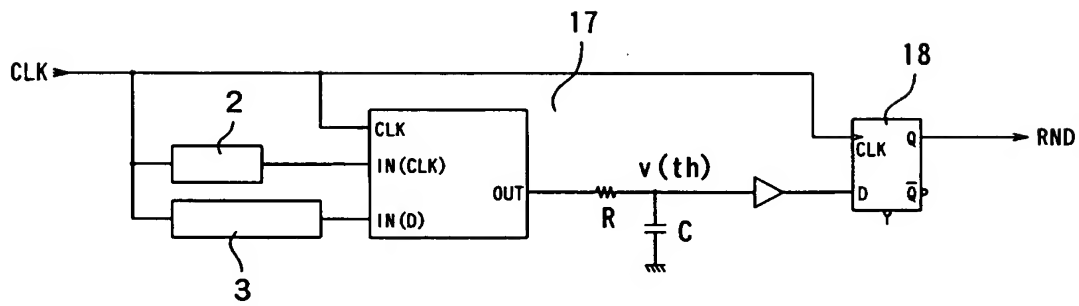 17
CLK
18
2
CLK
Q
RND
CLK
IN(CLK)
v(th)
OUT
D
Q̅
IN(D)
R
C
3